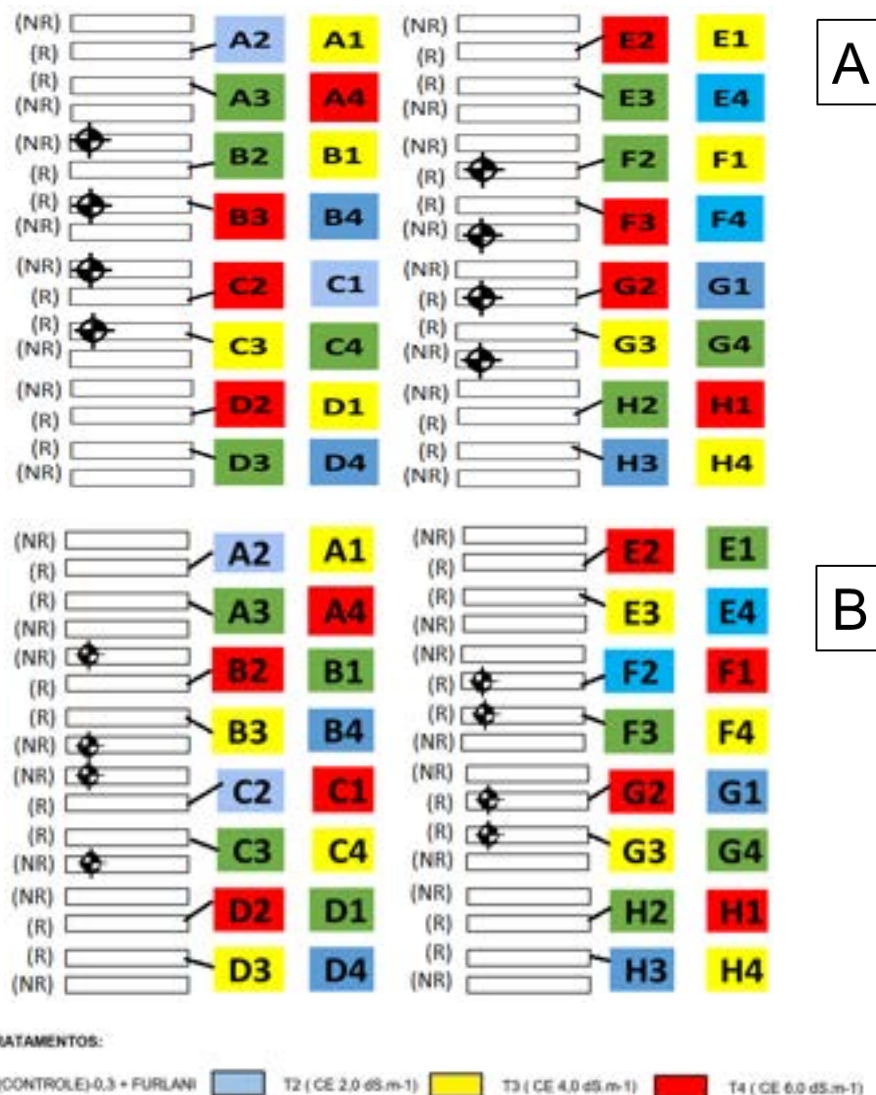 (NR) A2 A1 (NR) E2 E1 A
(R) (R)
(R) A3 A4 (R) E3 E4
(NR) (NR)
(NR) B2 B1 (NR) F2 F1
(R) (R)
(R) B3 B4 (R) F3 F4
(NR) (NR)
(NR) C2 C1 (NR) G2 G1
(R) (R)
(R) C3 C4 (R) G3 G4
(NR) (NR)
(NR) D2 D1 (NR) H2 H1
(R) (R)
(R) D3 D4 (R) H3 H4
(NR) (NR)
(NR) A2 A1 (NR) E2 E1
(R) (R)
(R) A3 A4 (R) E3 E4 B
(NR) (NR)
(NR) B2 B1 (NR) F2 F1
(R) (R)
(R) B3 B4 (R) F3 F4
(NR) (NR)
(NR) C2 C1 (NR) G2 G1
(R) (R)
(R) C3 C4 (R) G3 G4
(NR) (NR)
(NR) D2 D1 (NR) H2 H1
(R) (R)
(R) D3 D4 (R) H3 H4
(NR) (NR)
RATAMENTOS:
(CONTROLE)-0,3 + FURLANI T2 ( CE 2,0 dS.m-1) T3 ( CE 4,0 dS.m-1) T4 ( CE 6,0 dS.m-1)